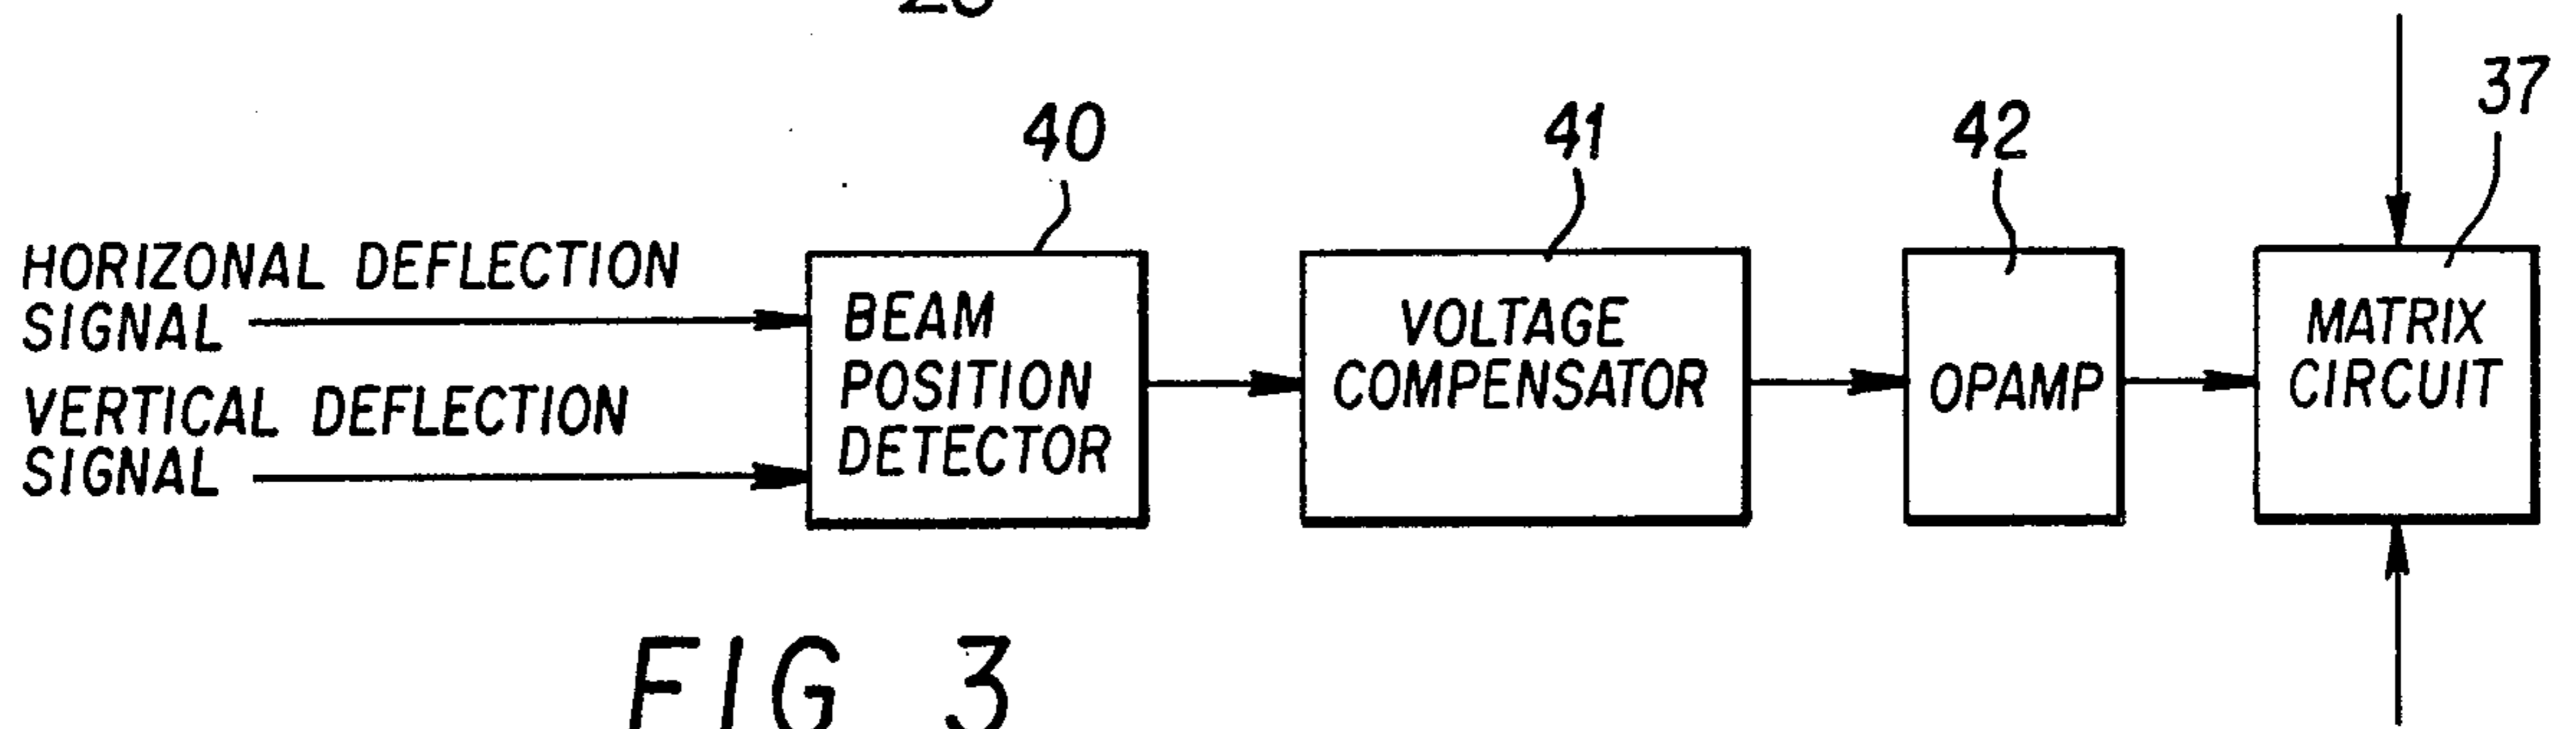 40
41
42
37
HORIZONAL DEFLECTION
SIGNAL
VERTICAL DEFLECTION
SIGNAL
BEAM
POSITION
DETECTOR
VOLTAGE
COMPENSATOR
OPAMP
MATRIX
CIRCUIT
FIG 3